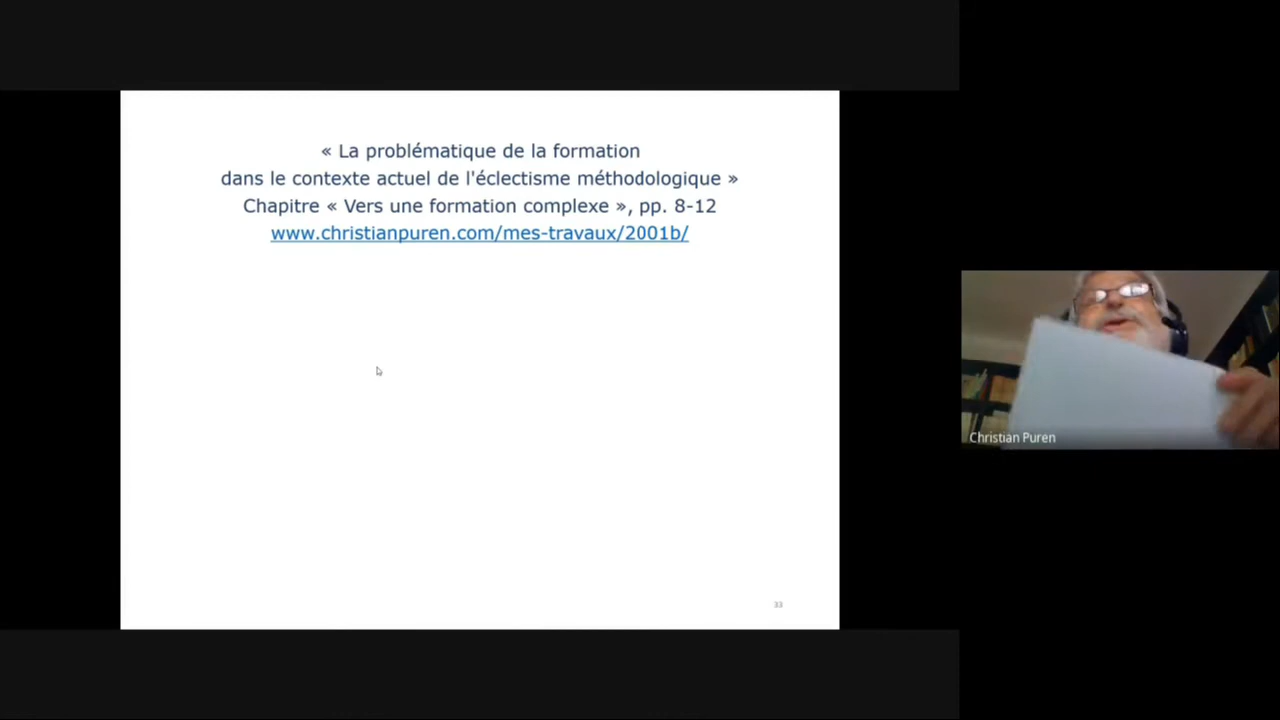 « La problématique de la formation
dans le contexte actuel de l'éclectisme méthodologique »
Chapitre « Vers une formation complexe », pp. 8-12
www.christianpuren.com/mes-travaux/2001b/
Christian Puren
33